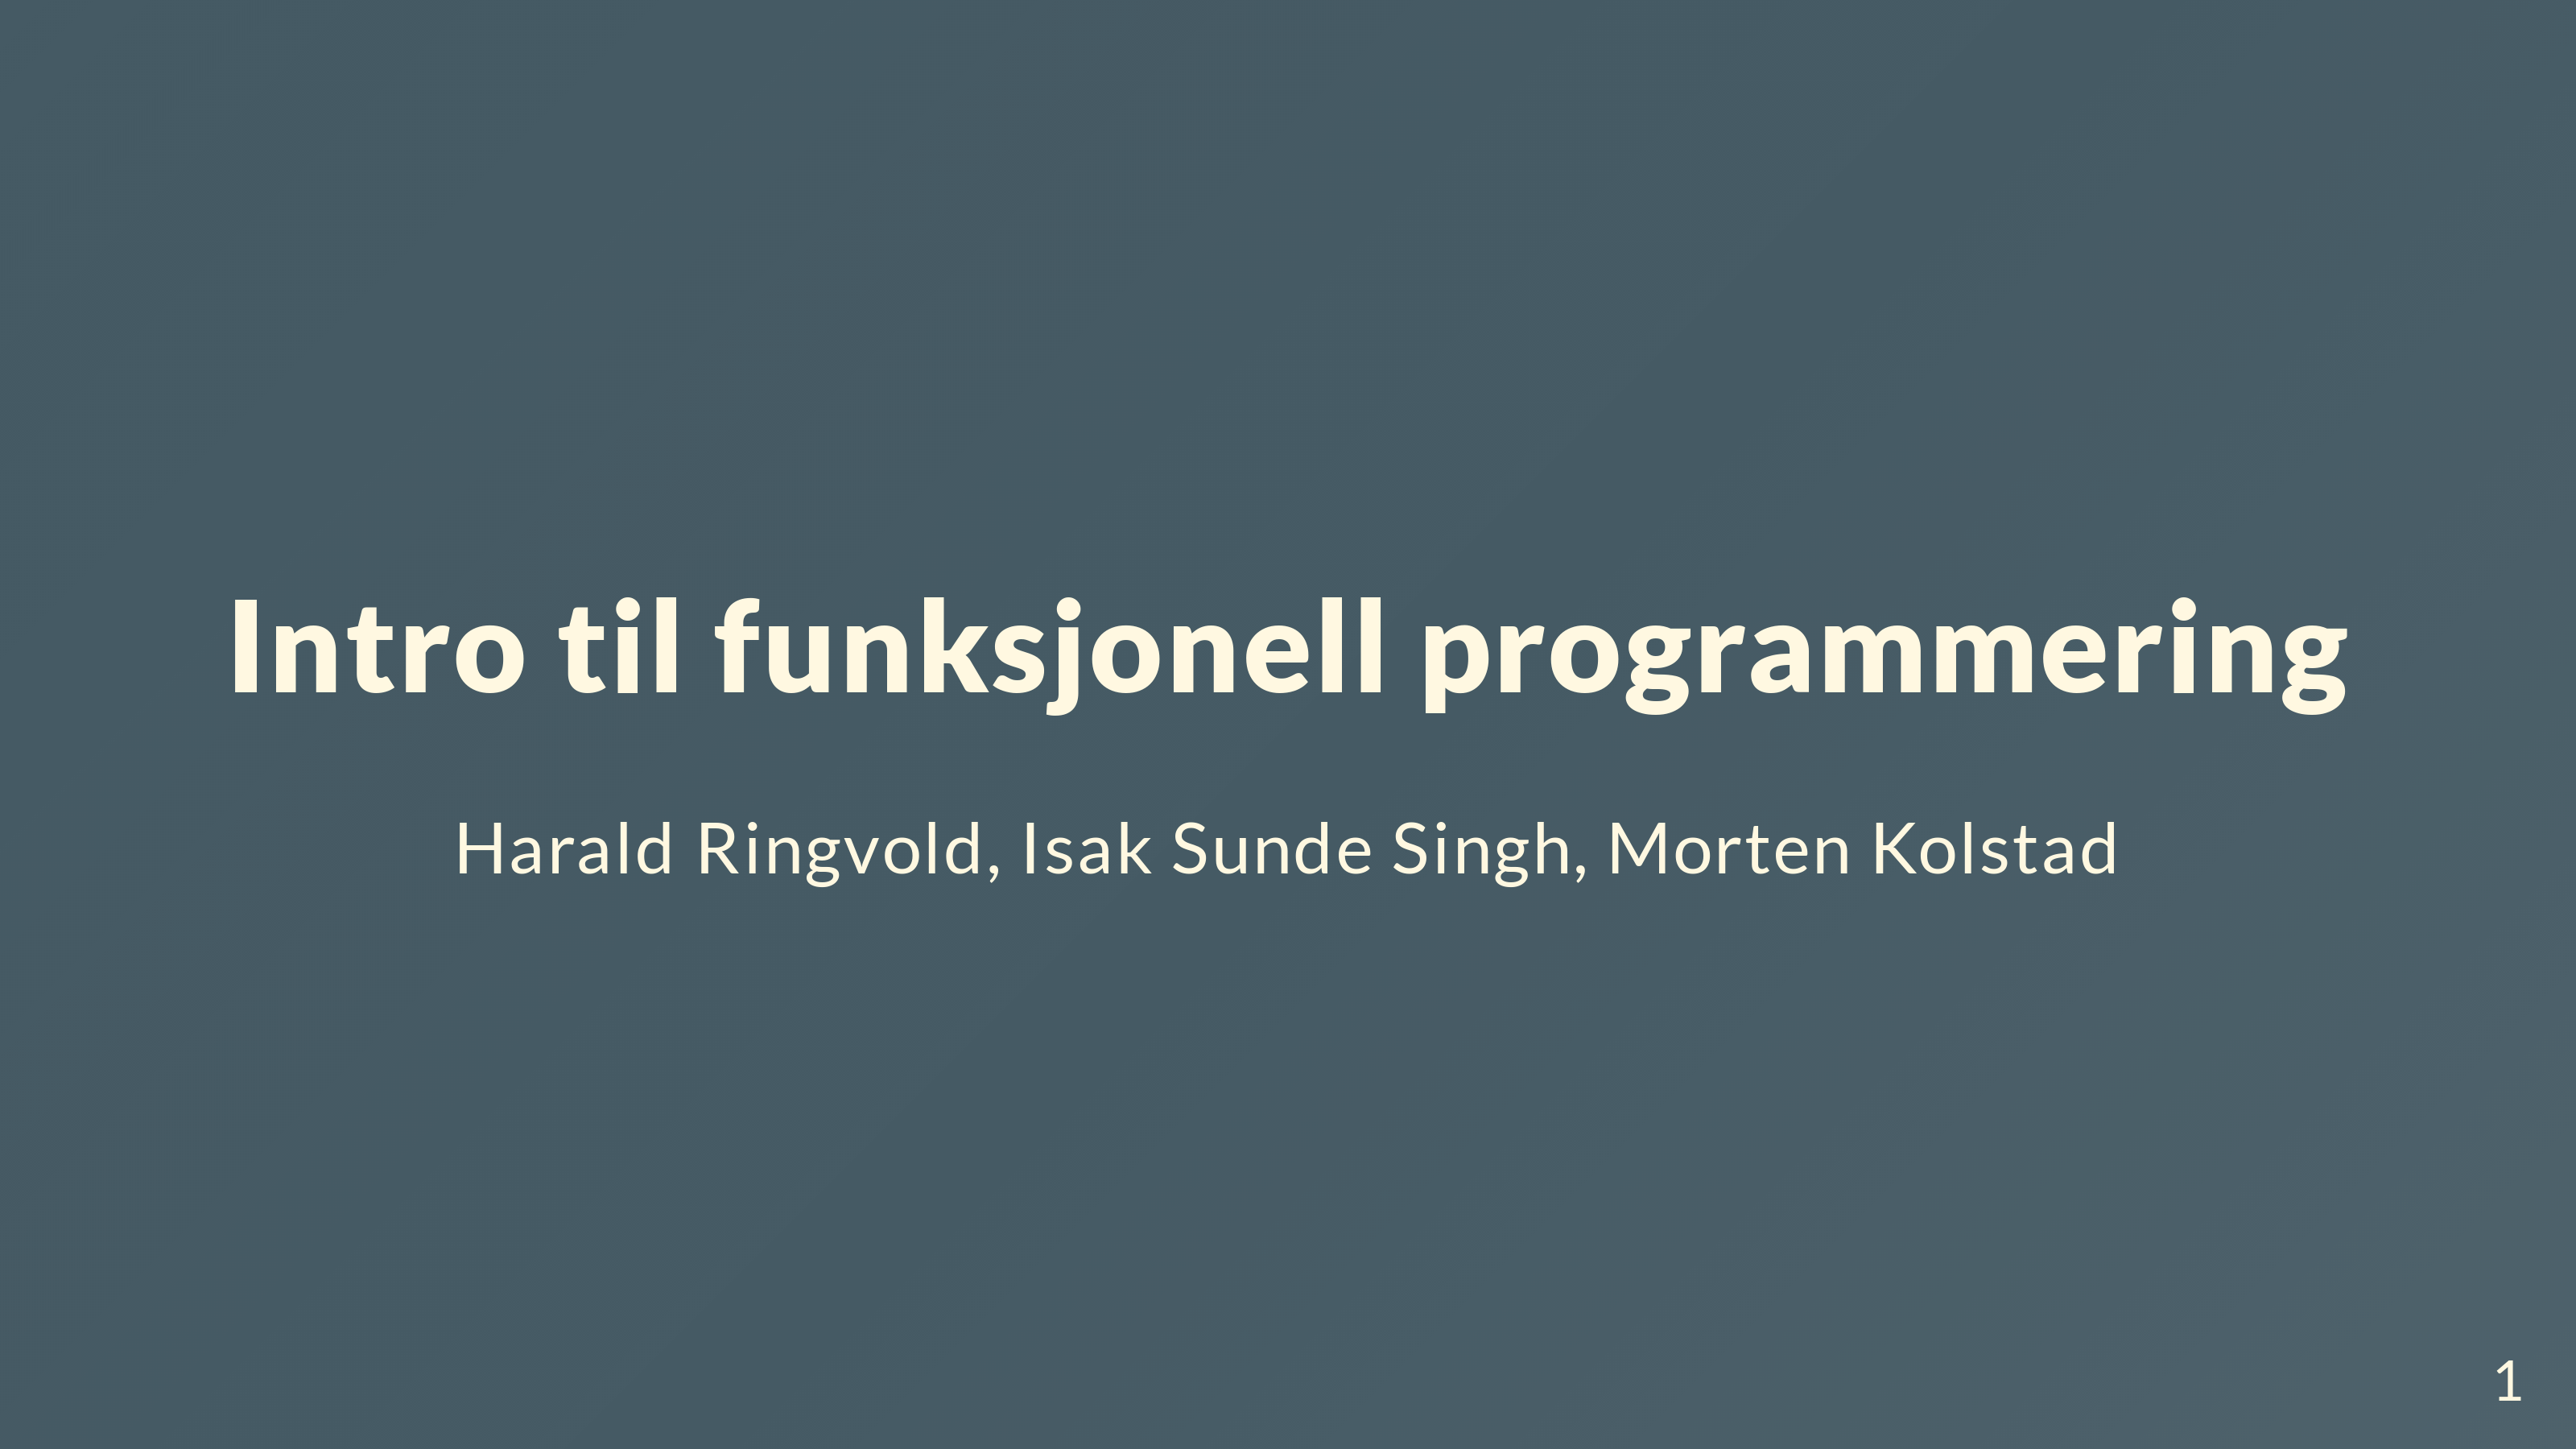 Intro til funksjonell programmering
Harald Ringvold, Isak Sunde Singh, Morten Kolstad
1